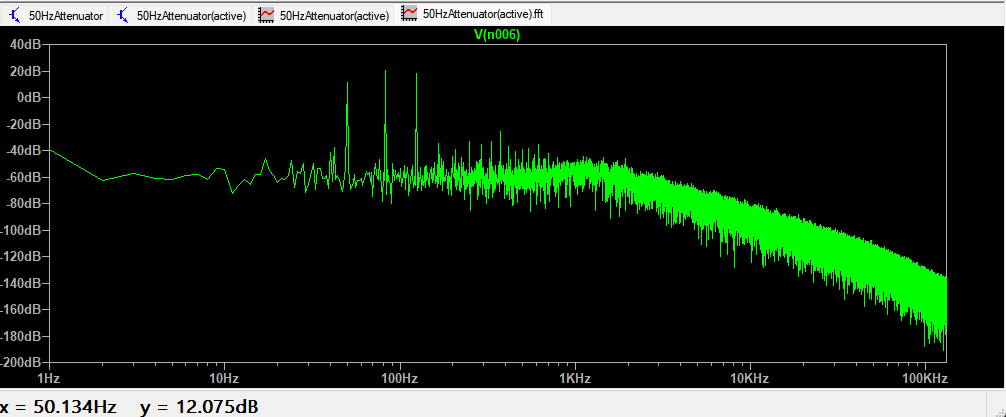 50HzAttenuator 50HzAttenuator(active) 50HzAttenuator(active) 50HzAttenuator(active).fft
V(n006)
40dB
20dB
0dB
-20dB
-40dB
-60dB
-80dB
-100dB
-120dB
-140dB
-160dB
-180dB
-200dB
1Hz 10Hz 100Hz 1KHz 10KHz 100KHz
x = 50.134Hz y = 12.075dB